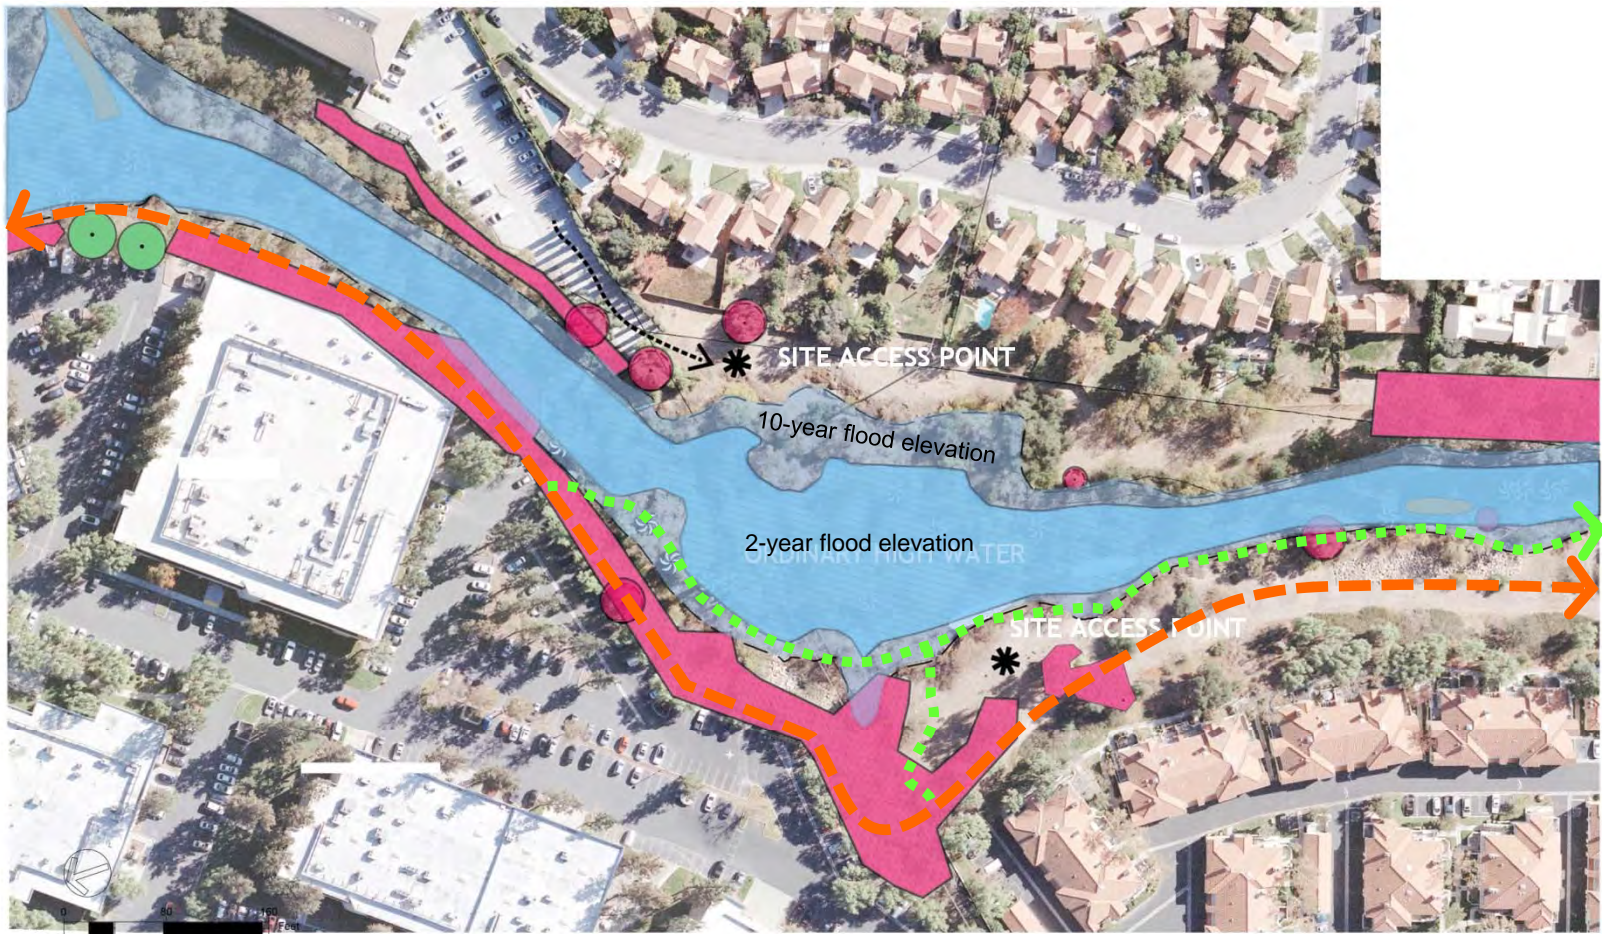 SITE ACCESS POINT
10-year flood elevation
2-year flood elevation
ORDINARY HIGH WATER
SITE ACCESS POINT
0 80 160
Feet